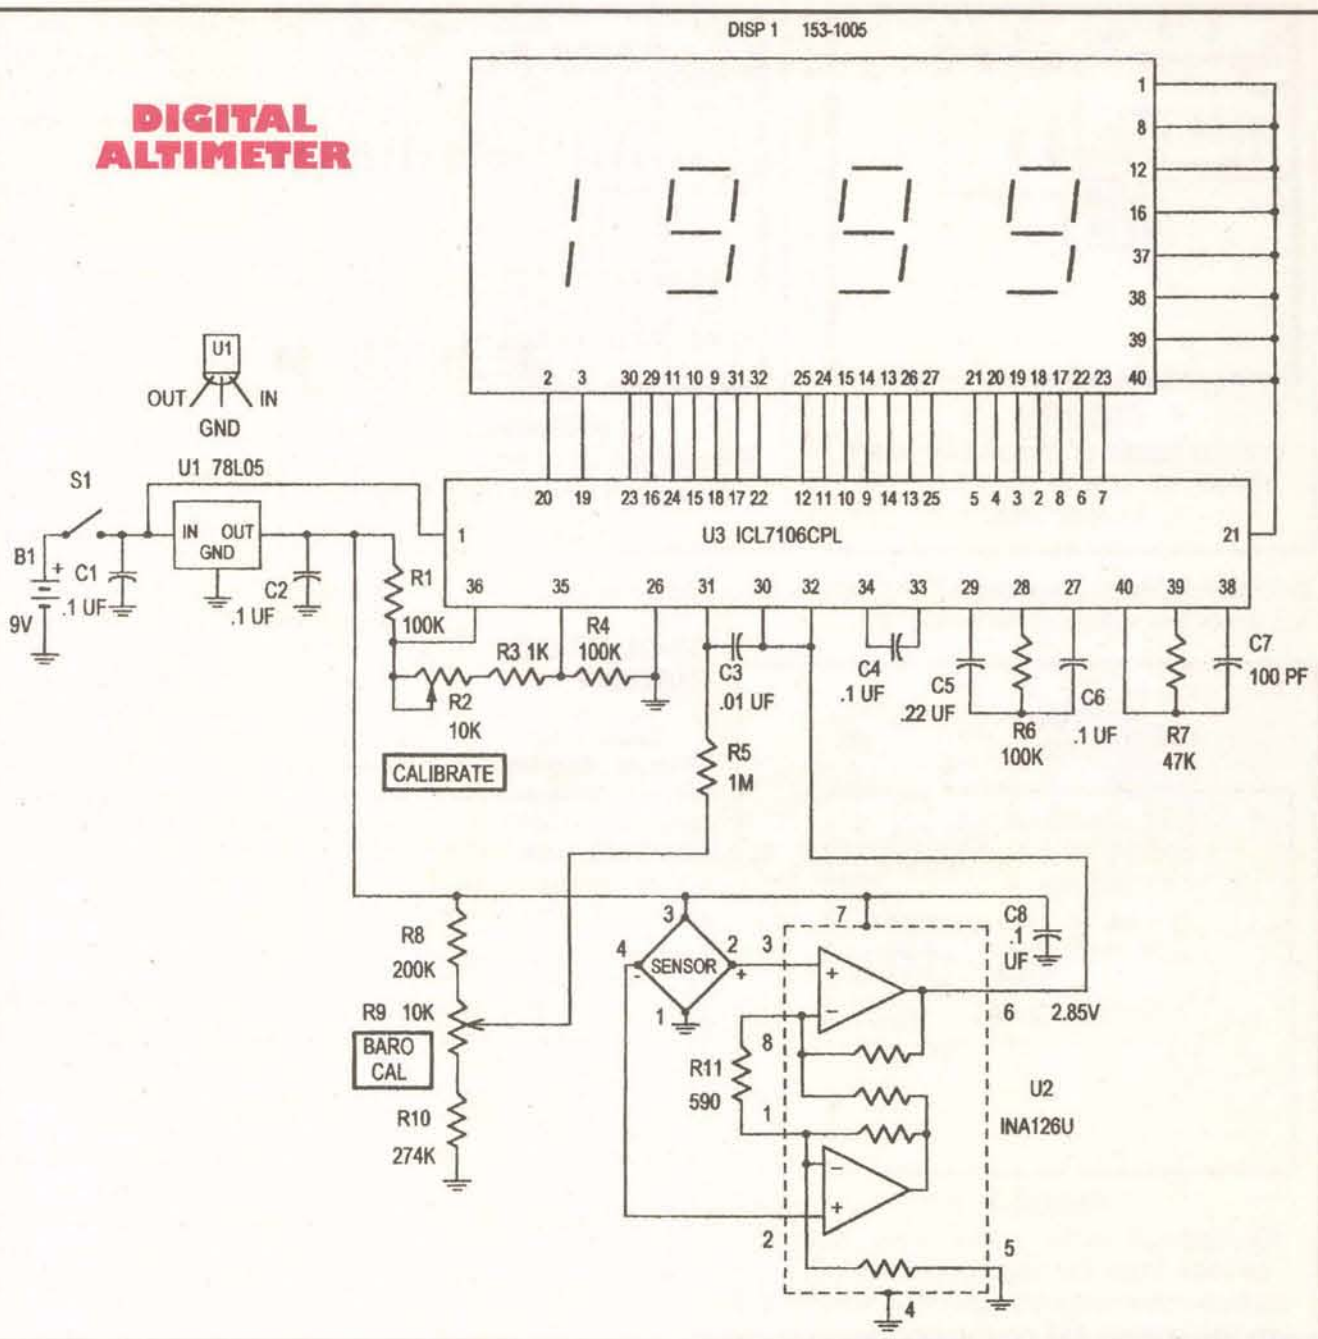 DISP 1 153-1005
DIGITAL
ALTIMETER
1
8
12
16
37
38
39
40
2 3 30 29 11 10 9 31 32 25 24 15 14 13 26 27 21 20 19 18 17 22 23
U1
OUT IN
GND
U1 78L05
S1
20 19 23 16 24 15 18 17 22 12 11 10 9 14 13 25 5 4 3 2 8 6 7
IN OUT
GND
1 U3 ICL7106CPL 21
B1 +
9V
C1
.1 UF
C2
.1 UF
R1
100K
36 35 26 31 30 32 34 33 29 28 27 40 39 38
R3 1K
R4
100K
R2
10K
CALIBRATE
C3
.01 UF
C4
.1 UF
C5
.22 UF
R6
100K
C6
.1 UF
R7
47K
C7
100 PF
R5
1M
R8
200K
R9 10K
BARO
CAL
R10
274K
3
4 2 3
SENSOR
- +
1
7
C8
.1
UF
+
−
6 2.85V
8
R11
590
1
U2
INA126U
−
+
2
5
4